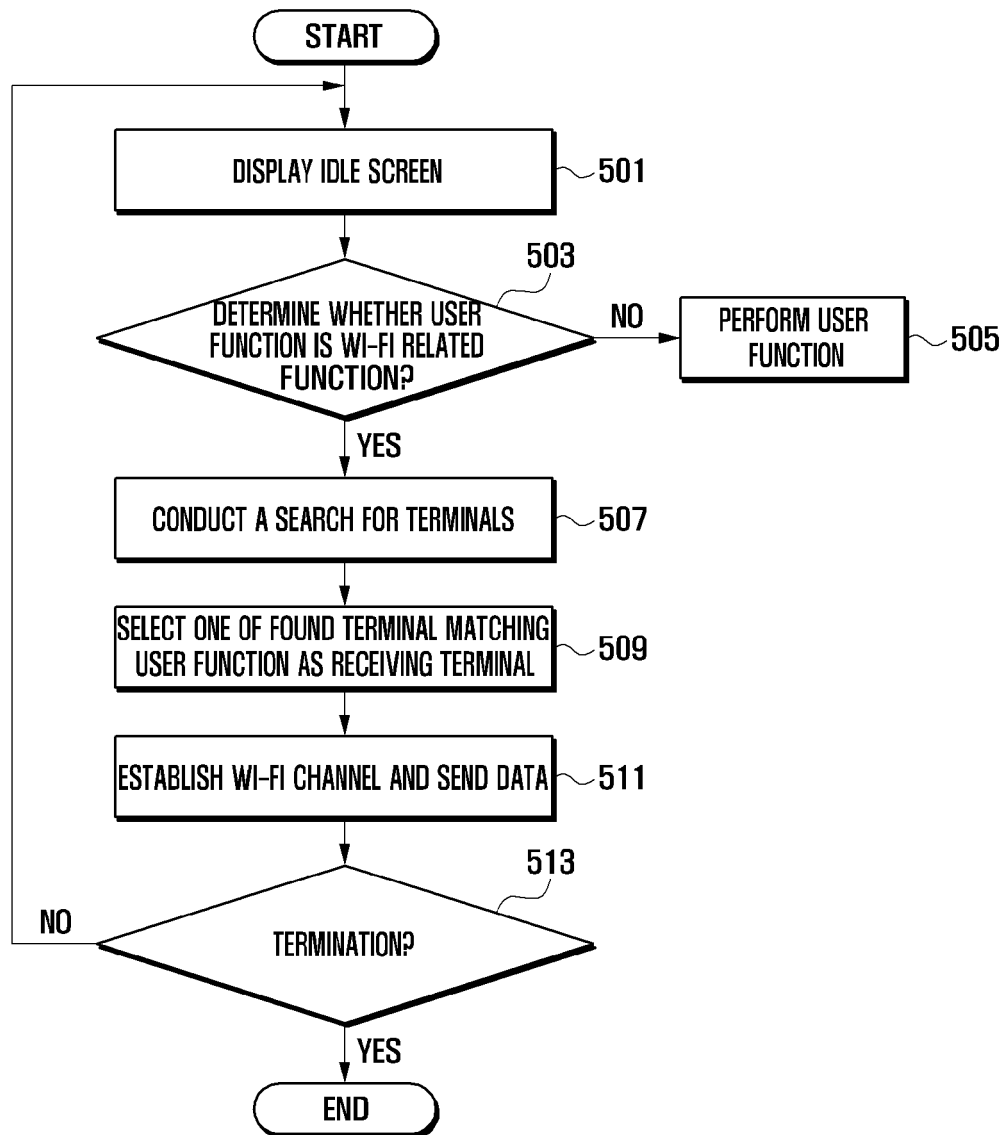 START
DISPLAY IDLE SCREEN
501
503
DETERMINE WHETHER USER
FUNCTION IS WI-FI RELATED
FUNCTION?
NO
PERFORM USER
FUNCTION
505
YES
CONDUCT A SEARCH FOR TERMINALS
507
SELECT ONE OF FOUND TERMINAL MATCHING
USER FUNCTION AS RECEIVING TERMINAL
509
ESTABLISH WI-FI CHANNEL AND SEND DATA
511
513
NO
TERMINATION?
YES
END